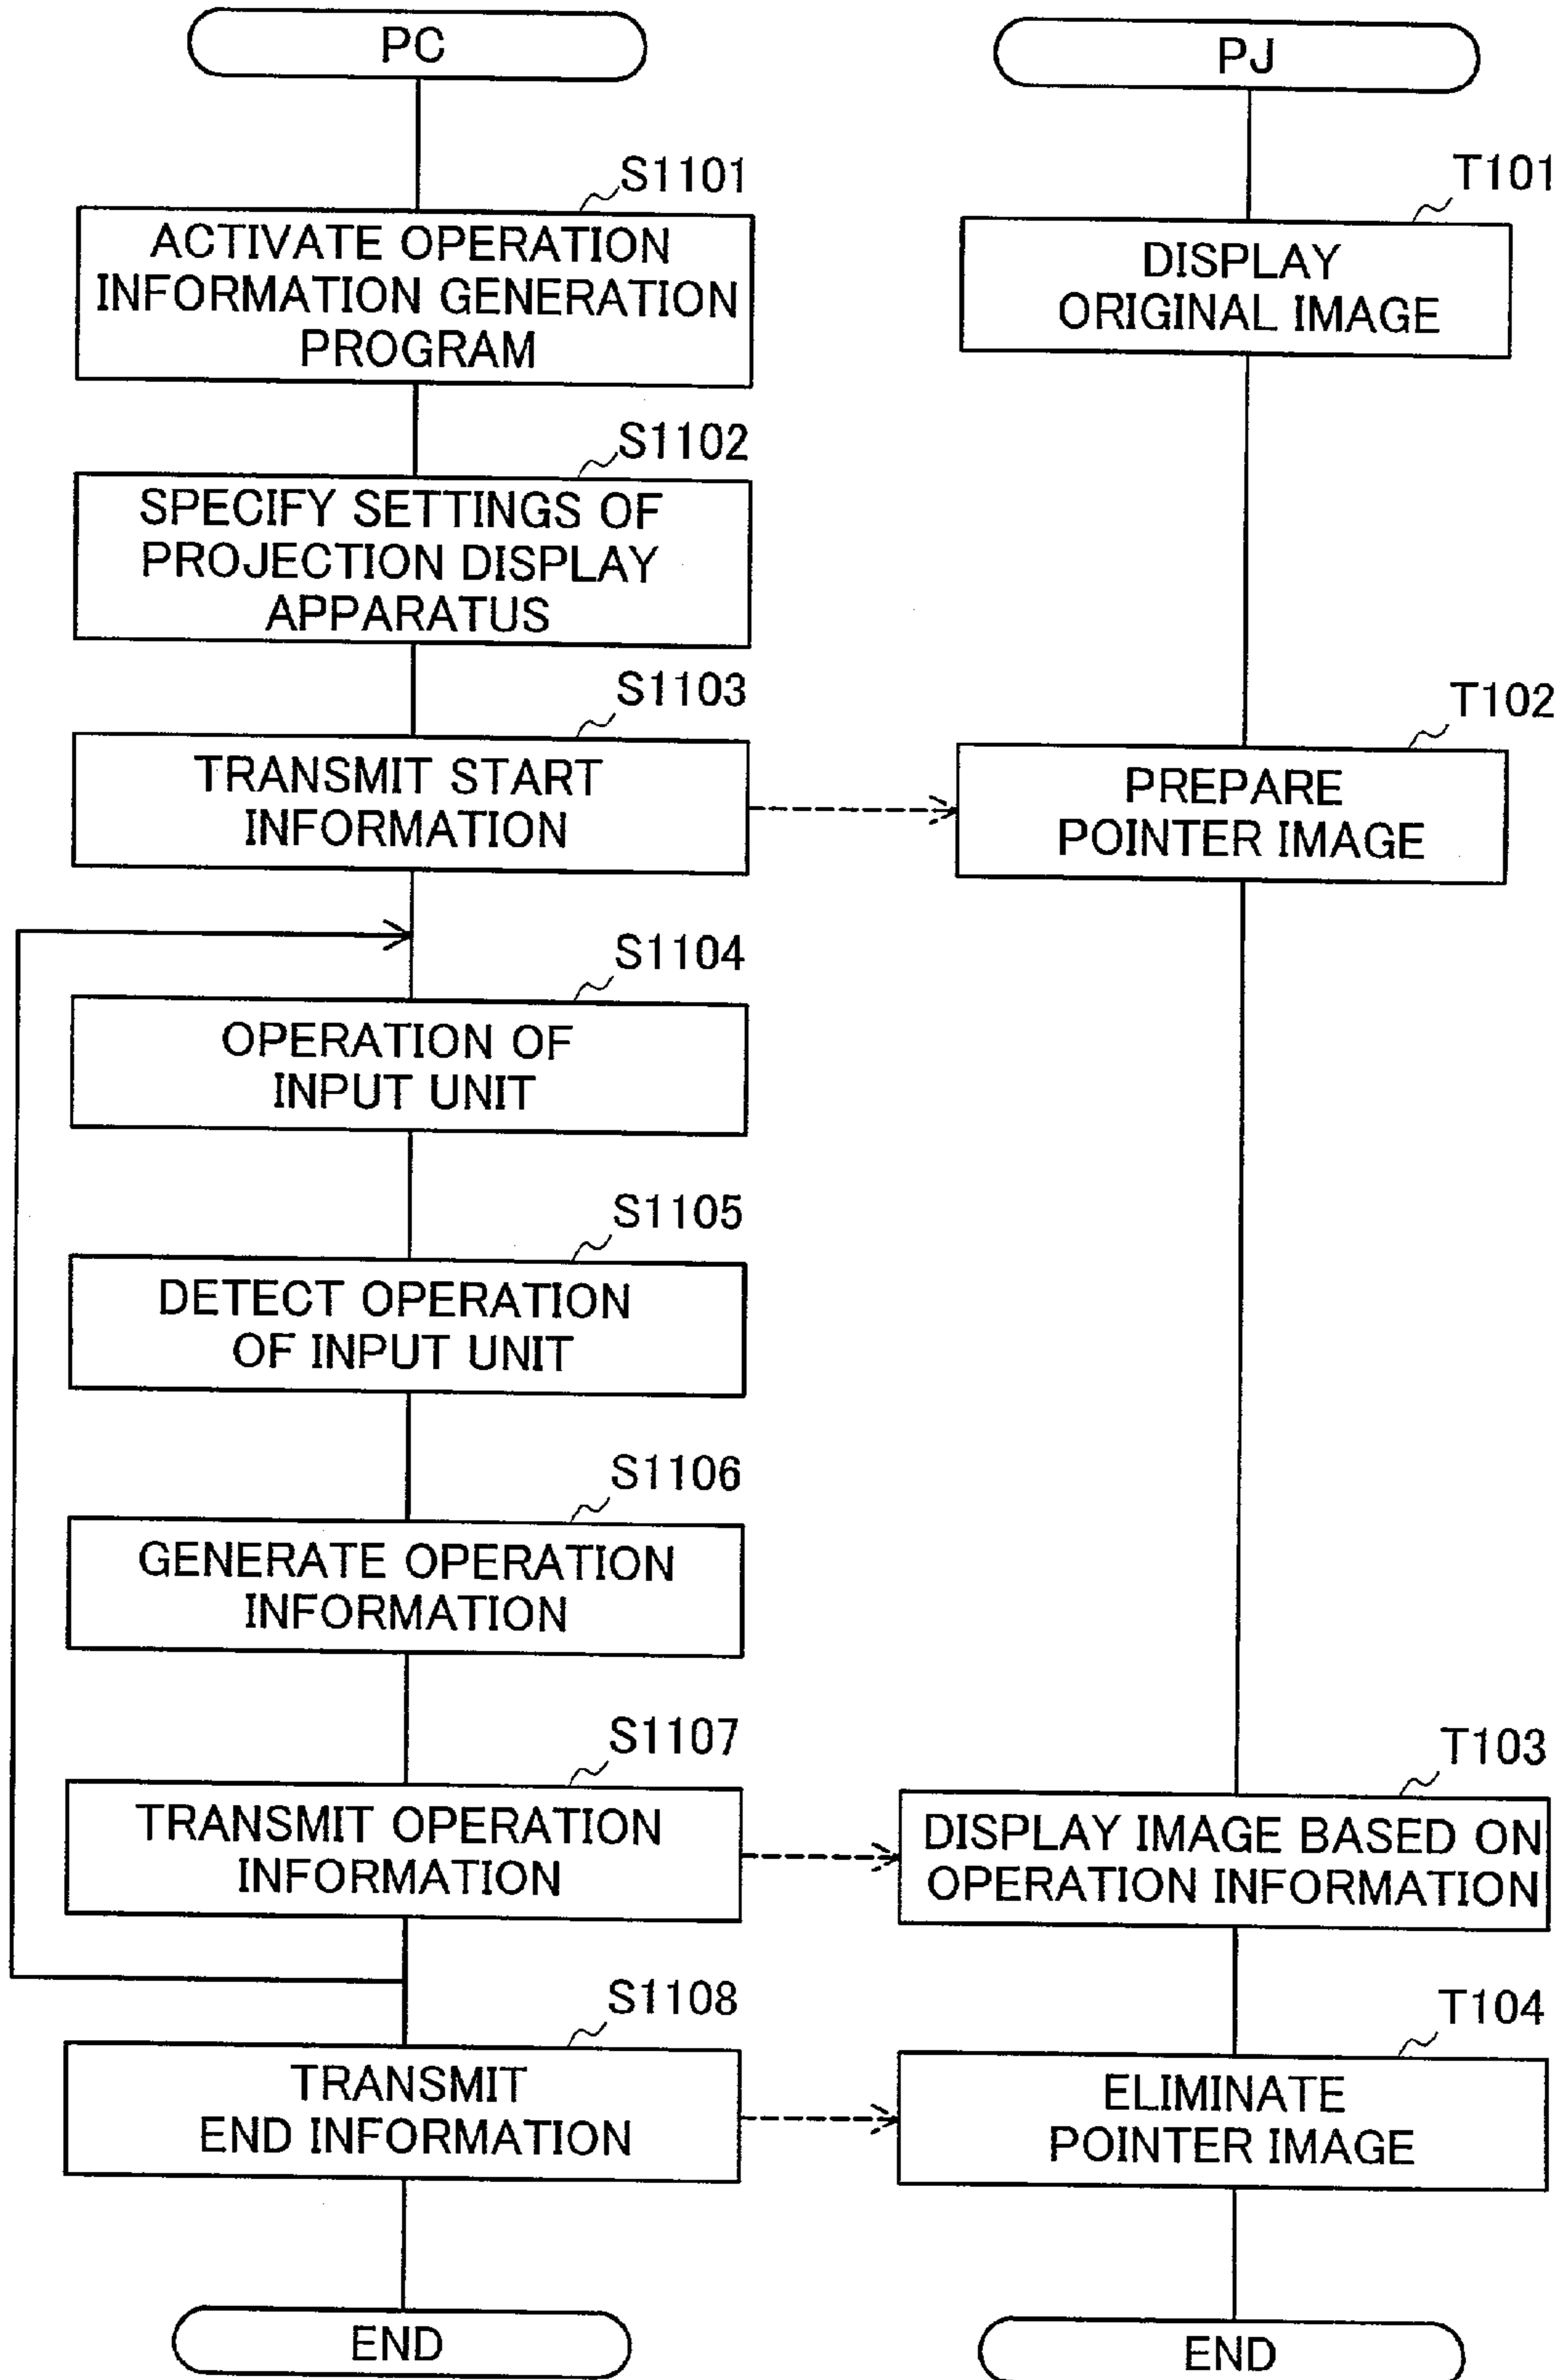 PC
S1101
ACTIVATE OPERATION
INFORMATION GENERATION
PROGRAM
S1102
SPECIFY SETTINGS OF
PROJECTION DISPLAY
APPARATUS
S1103
TRANSMIT START
INFORMATION
S1104
OPERATION OF
INPUT UNIT
S1105
DETECT OPERATION
OF INPUT UNIT
S1106
GENERATE OPERATION
INFORMATION
S1107
TRANSMIT OPERATION
INFORMATION
S1108
TRANSMIT
END INFORMATION
END
PJ
T101
DISPLAY
ORIGINAL IMAGE
T102
PREPARE
POINTER IMAGE
T103
DISPLAY IMAGE BASED ON
OPERATION INFORMATION
T104
ELIMINATE
POINTER IMAGE
END